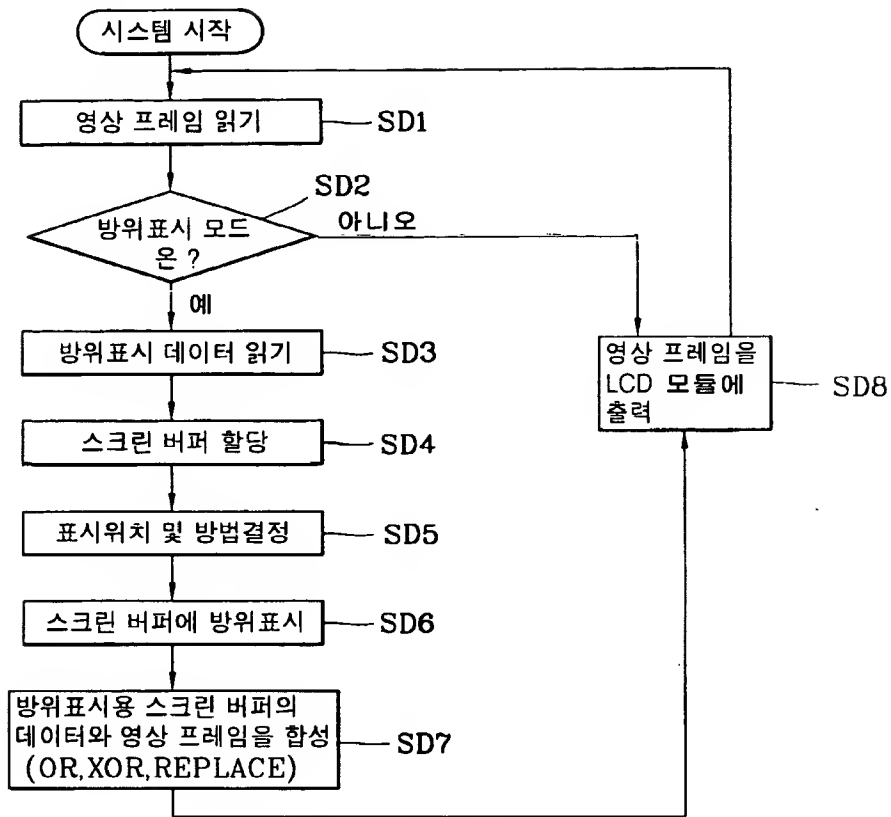 시스템 시작
영상 프레임 읽기
SD1
SD2
방위표시 모드
온 ?
아니오
예
방위표시 데이터 읽기
SD3
영상 프레임을
LCD 모듈에
출력
SD8
스크린 버퍼 할당
SD4
표시위치 및 방법결정
SD5
스크린 버퍼에 방위표시
SD6
방위표시용 스크린 버퍼의
데이터와 영상 프레임을 합성
(OR,XOR,REPLACE)
SD7